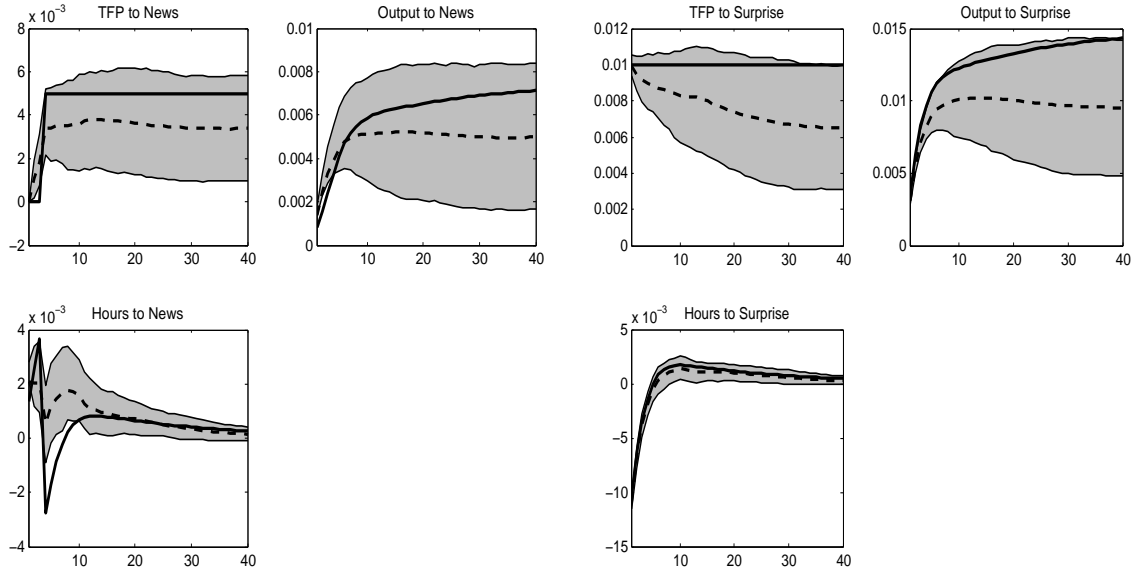 TFP to News
x 10⁻³
8
6
4
2
0
−2
10 20 30 40
Output to News
0.01
0.008
0.006
0.004
0.002
0
10 20 30 40
TFP to Surprise
0.012
0.01
0.008
0.006
0.004
0.002
0
10 20 30 40
Output to Surprise
0.015
0.01
0.005
0
10 20 30 40
Hours to News
x 10⁻³
4
2
0
−2
−4
10 20 30 40
Hours to Surprise
x 10⁻³
5
0
−5
−10
−15
10 20 30 40